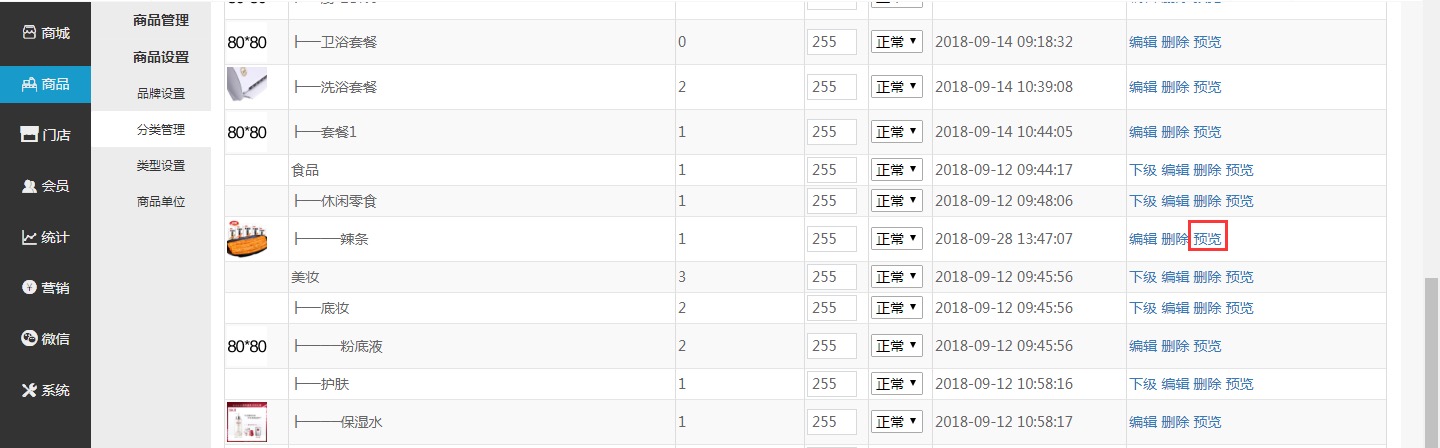 商城
商品
门店
会员
统计
营销
微信
系统
商品管理
商品设置
品牌设置
分类管理
类型设置
商品单位
80*80 ├──卫浴套餐 0 255 正常 2018-09-14 09:18:32 编辑 删除 预览
├──洗浴套餐 2 255 正常 2018-09-14 10:39:08 编辑 删除 预览
80*80 ├──套餐1 1 255 正常 2018-09-14 10:44:05 编辑 删除 预览
食品 1 255 正常 2018-09-12 09:44:17 下级 编辑 删除 预览
├──休闲零食 1 255 正常 2018-09-12 09:48:06 下级 编辑 删除 预览
├────辣条 1 255 正常 2018-09-28 13:47:07 编辑 删除 预览
美妆 3 255 正常 2018-09-12 09:45:56 下级 编辑 删除 预览
├──底妆 2 255 正常 2018-09-12 09:45:56 下级 编辑 删除 预览
80*80 ├────粉底液 2 255 正常 2018-09-12 09:45:56 编辑 删除 预览
├──护肤 1 255 正常 2018-09-12 10:58:16 下级 编辑 删除 预览
├────保湿水 1 255 正常 2018-09-12 10:58:17 编辑 删除 预览